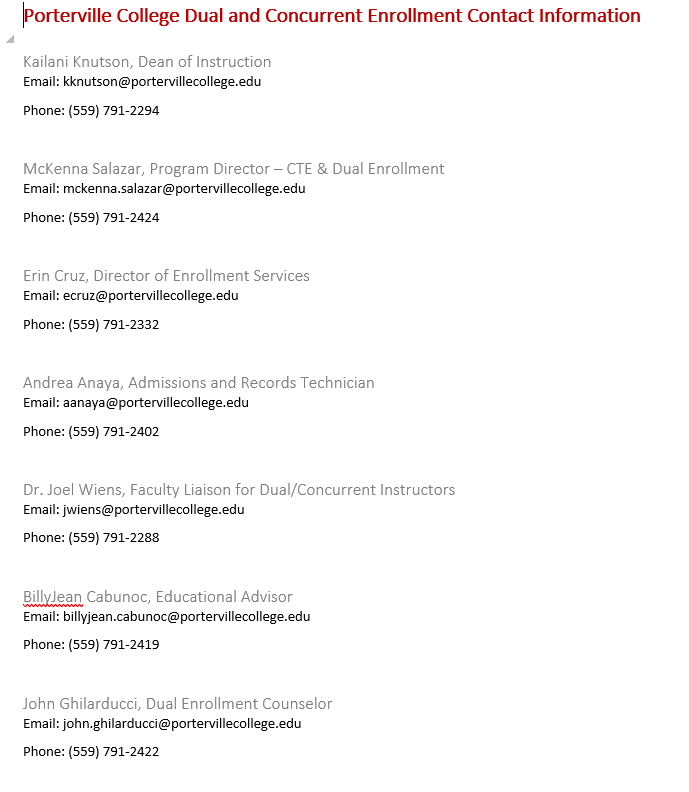 Porterville College Dual and Concurrent Enrollment Contact Information
Kailani Knutson, Dean of Instruction
Email: kknutson@portervillecollege.edu
Phone: (559) 791-2294
McKenna Salazar, Program Director – CTE & Dual Enrollment
Email: mckenna.salazar@portervillecollege.edu
Phone: (559) 791-2424
Erin Cruz, Director of Enrollment Services
Email: ecruz@portervillecollege.edu
Phone: (559) 791-2332
Andrea Anaya, Admissions and Records Technician
Email: aanaya@portervillecollege.edu
Phone: (559) 791-2402
Dr. Joel Wiens, Faculty Liaison for Dual/Concurrent Instructors
Email: jwiens@portervillecollege.edu
Phone: (559) 791-2288
BillyJean Cabunoc, Educational Advisor
Email: billyjean.cabunoc@portervillecollege.edu
Phone: (559) 791-2419
John Ghilarducci, Dual Enrollment Counselor
Email: john.ghilarducci@portervillecollege.edu
Phone: (559) 791-2422